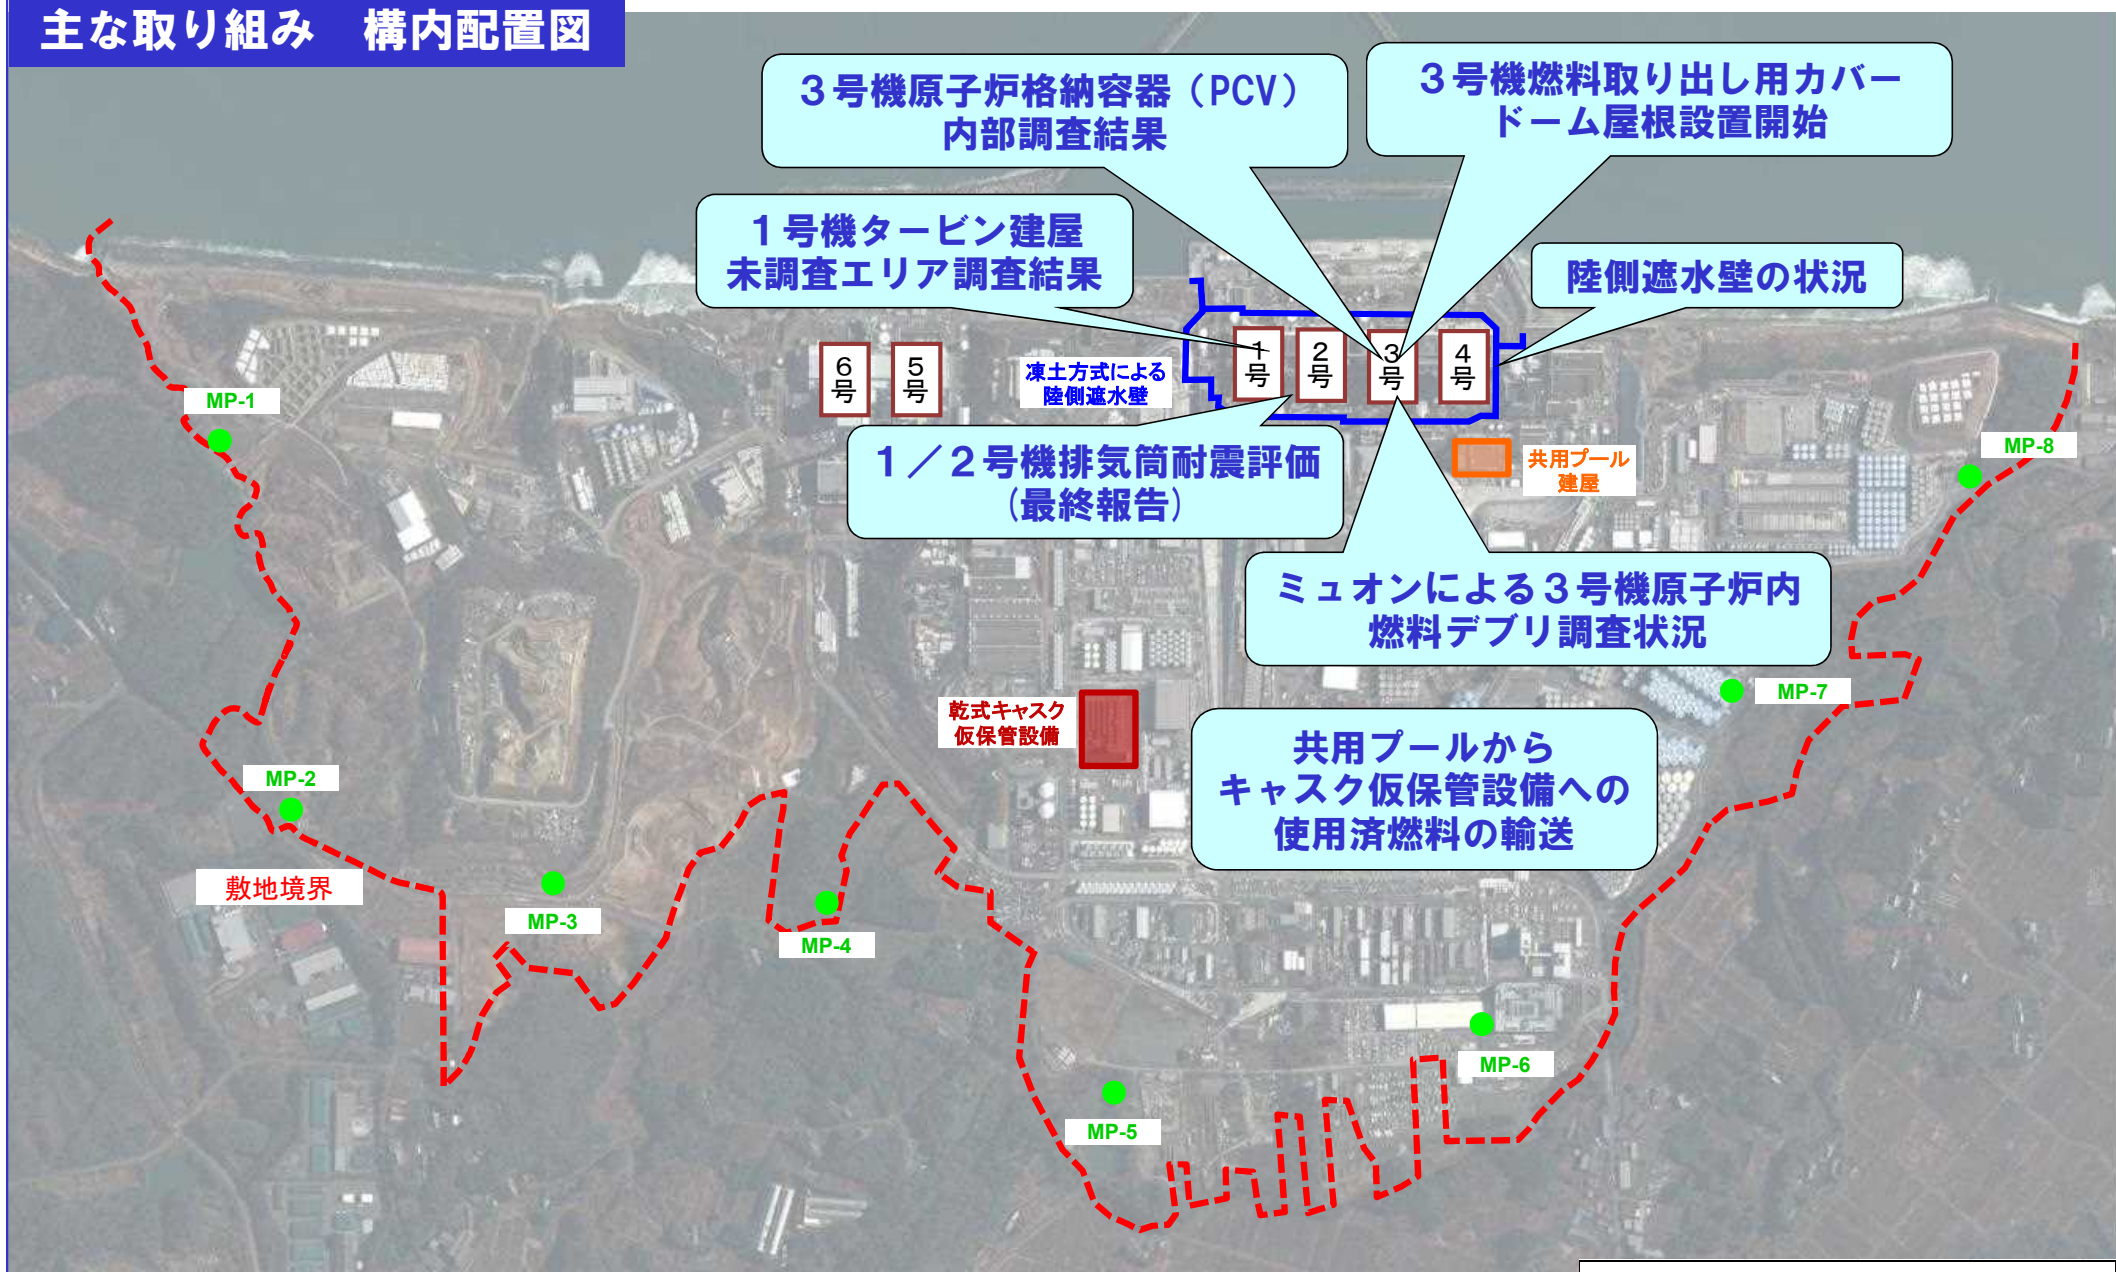 主な取り組み　構内配置図
３号機原子炉格納容器（PCV）
内部調査結果
３号機燃料取り出し用カバー
ドーム屋根設置開始
１号機タービン建屋
未調査エリア調査結果
陸側遮水壁の状況
凍土方式による
陸側遮水壁
6号
5号
1号
2号
3号
4号
MP-1
１／２号機排気筒耐震評価
(最終報告)
共用プール
建屋
MP-8
ミュオンによる３号機原子炉内
燃料デブリ調査状況
MP-7
乾式キャスク
仮保管設備
共用プールから
キャスク仮保管設備への
使用済燃料の輸送
MP-2
敷地境界
MP-3
MP-4
MP-6
MP-5